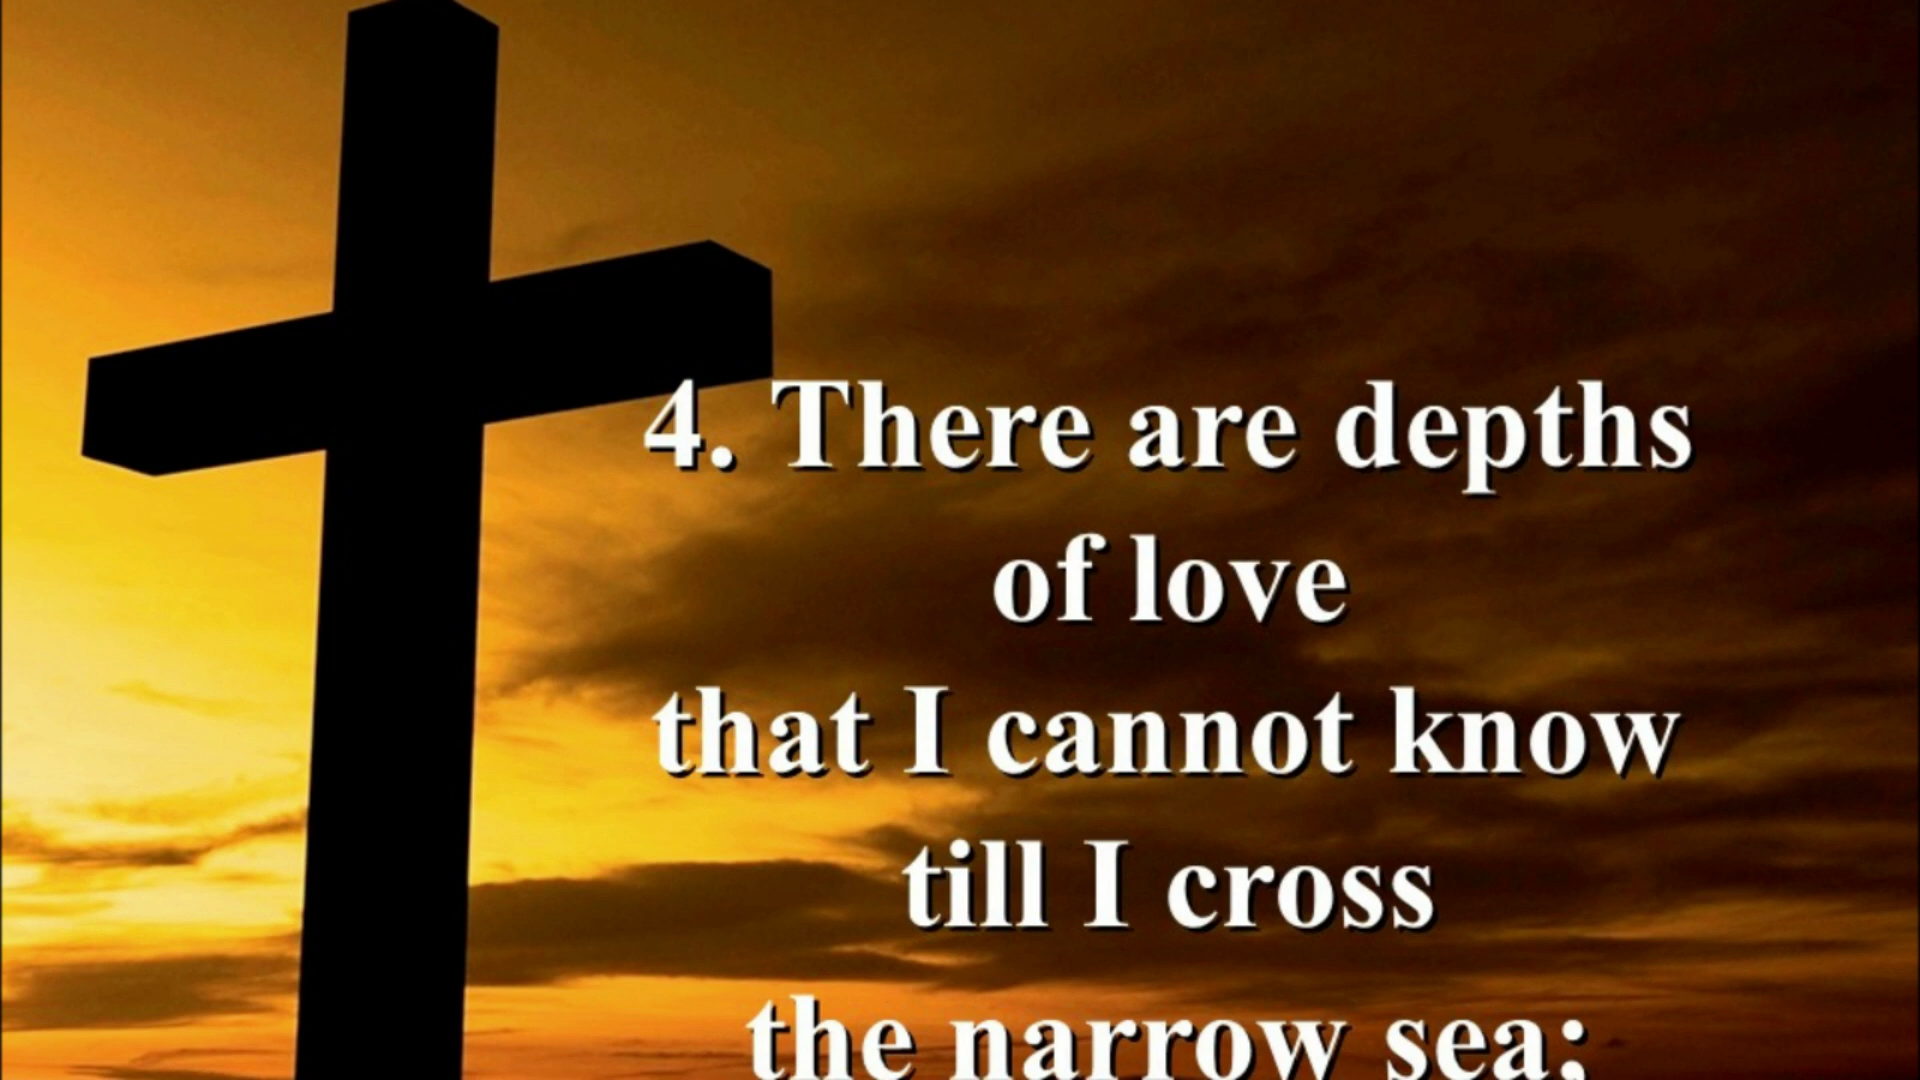 4. There are depths
of love
that I cannot know
till I cross
the narrow sea;